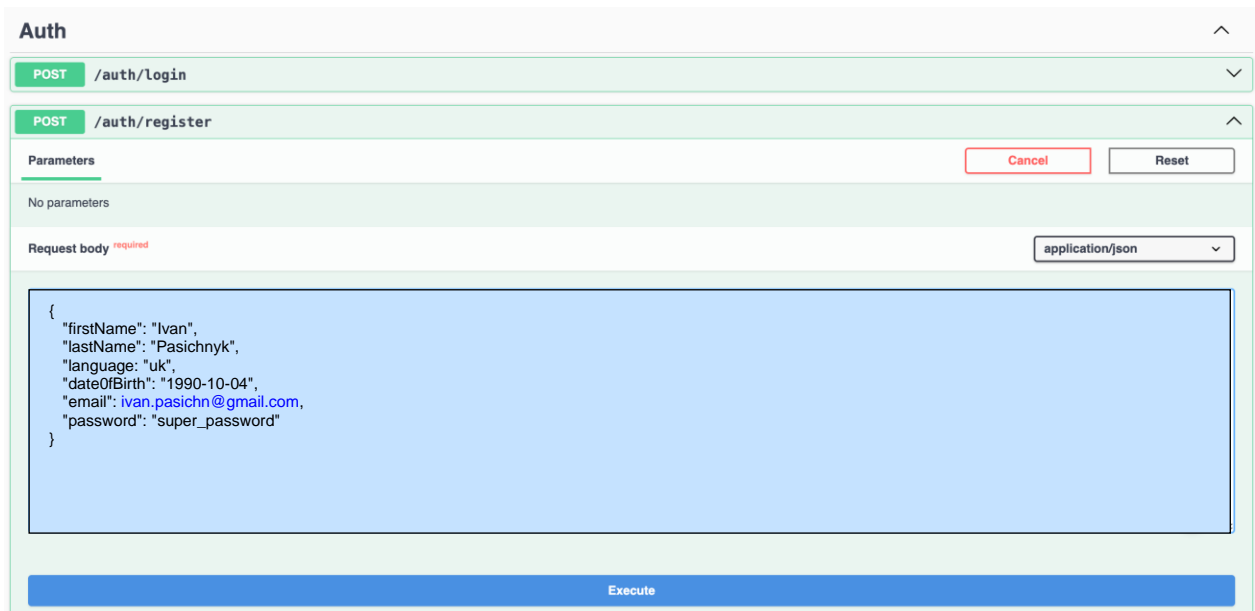 Auth
POST /auth/login
POST /auth/register
Parameters Cancel Reset
No parameters
Request body required application/json
{
"firstName": "Ivan",
"lastName": "Pasichnyk",
"language: "uk",
"date0fBirth": "1990-10-04",
"email": ivan.pasichn@gmail.com,
"password": "super_password"
}
Execute